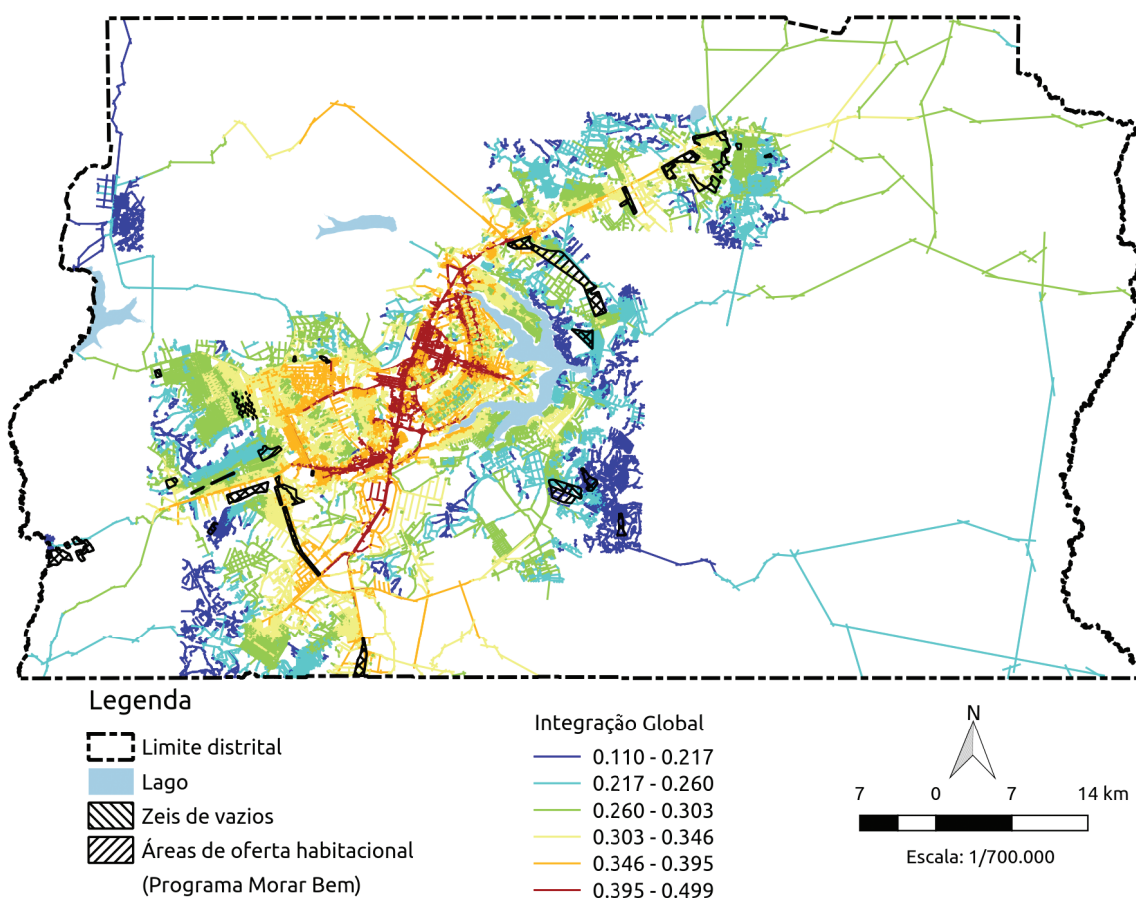 Legenda
Limite distrital
Lago
Zeis de vazios
Áreas de oferta habitacional
(Programa Morar Bem)
Integração Global
0.110 - 0.217
0.217 - 0.260
0.260 - 0.303
0.303 - 0.346
0.346 - 0.395
0.395 - 0.499
N
7 0 7 14 km
Escala: 1/700.000